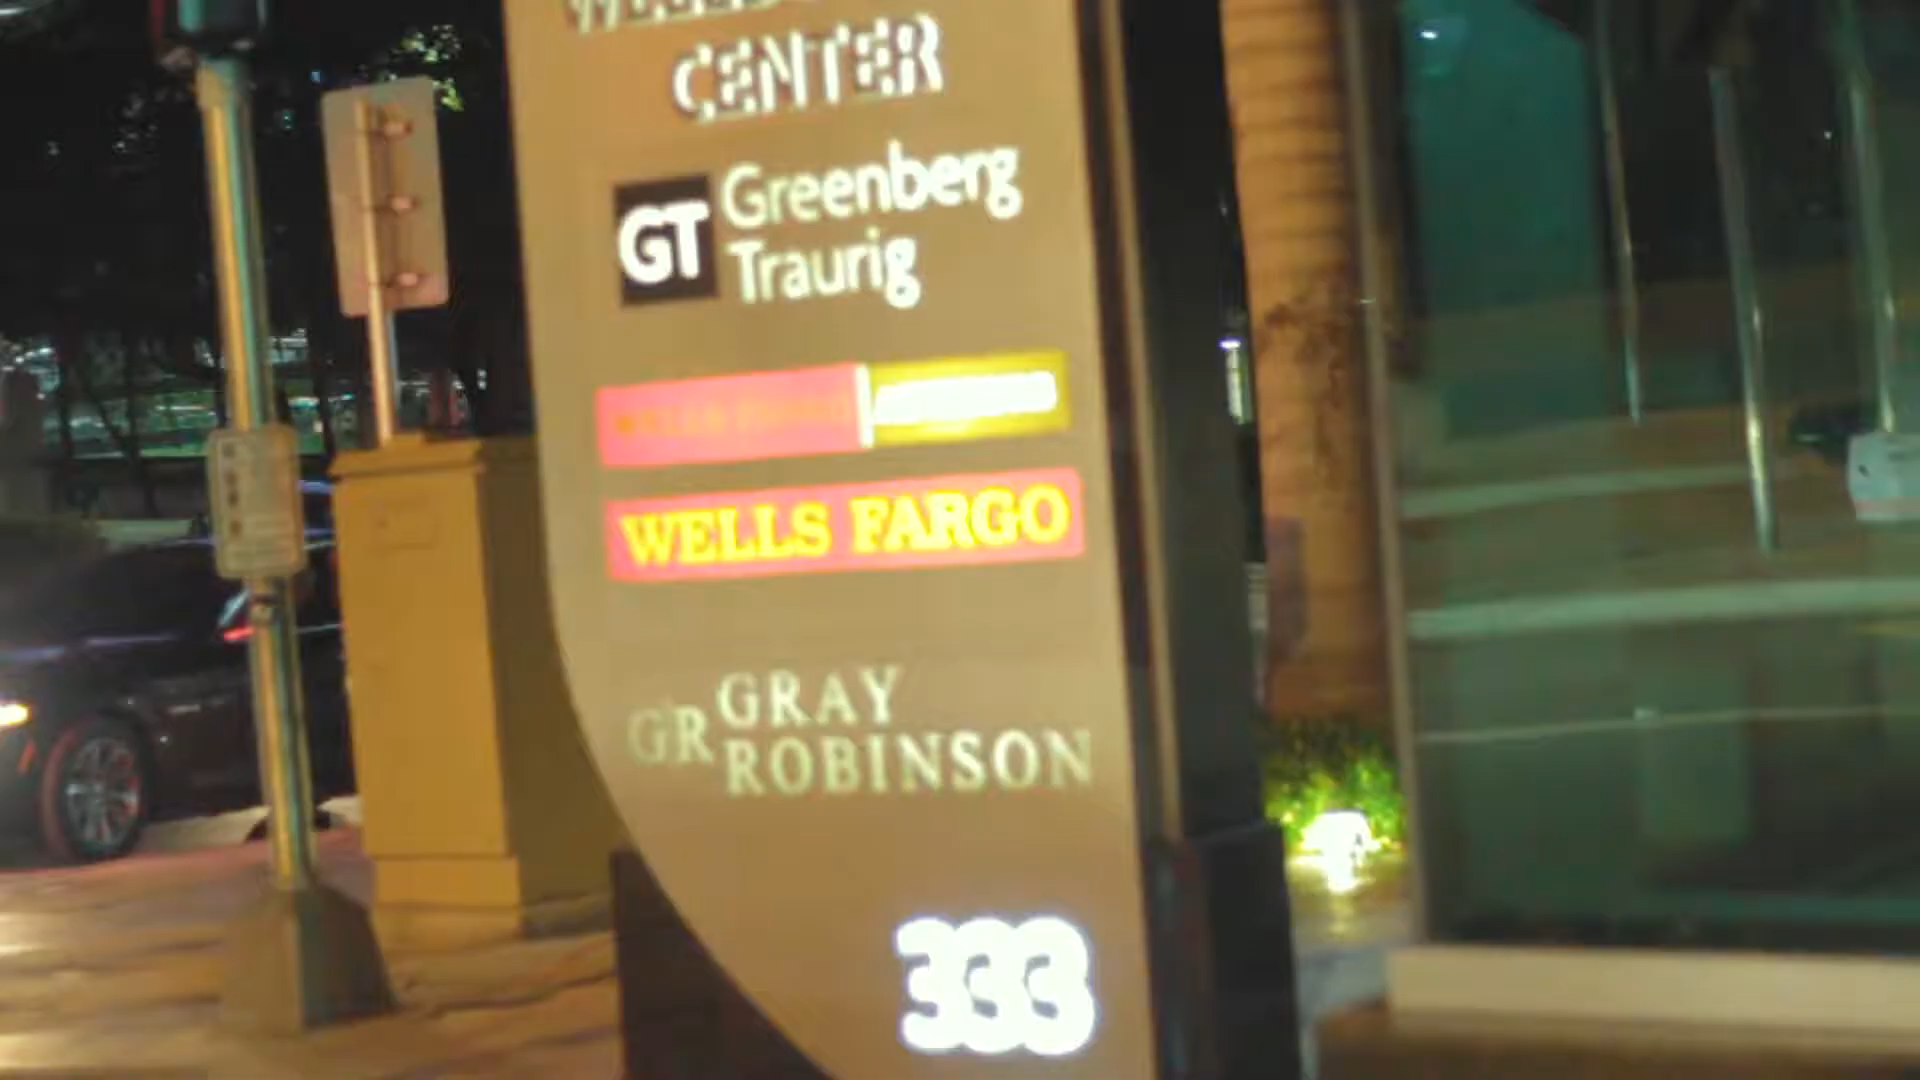 CENTER
GT Greenberg
Traurig
WELLS FARGO
GR GRAY
ROBINSON
333